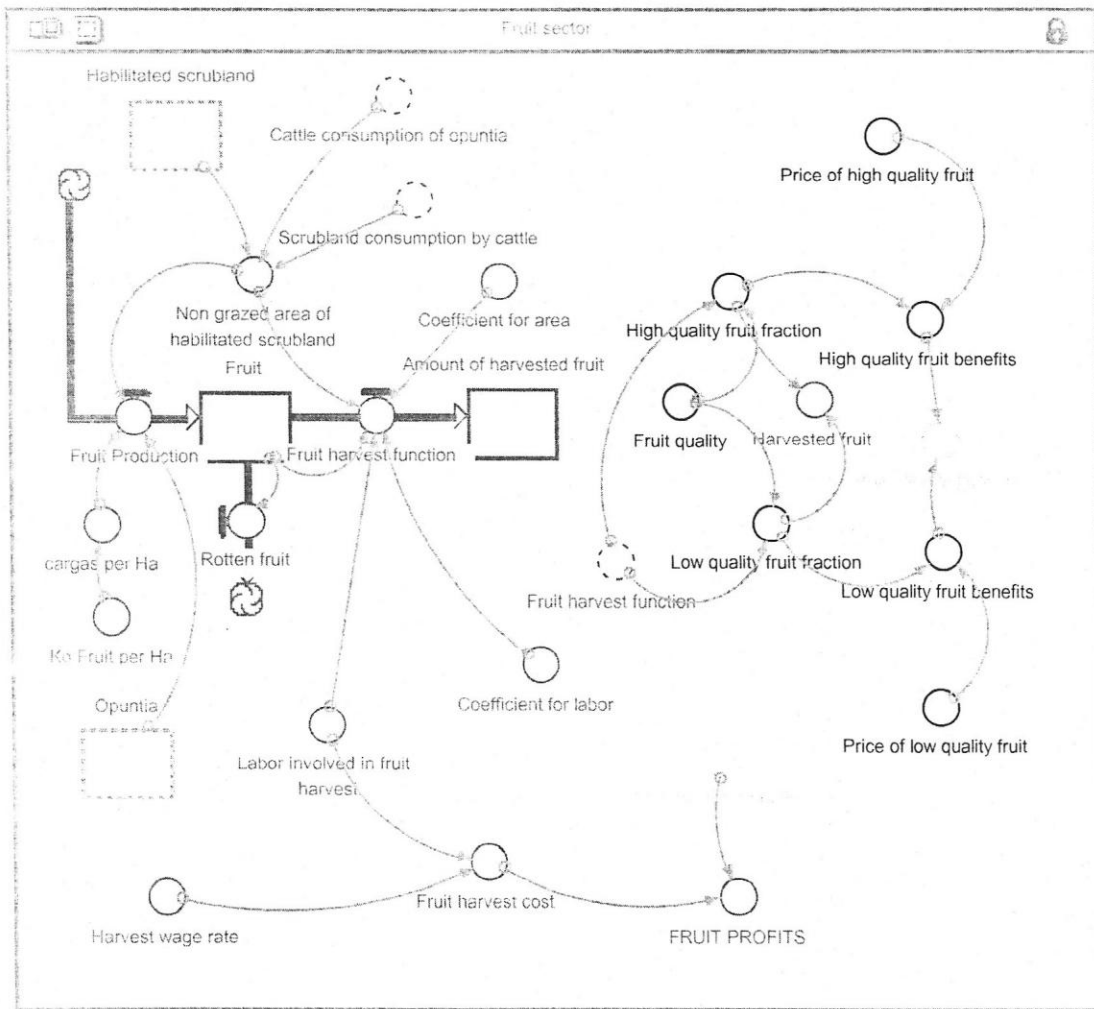 Fruit sector
Habilitated scrubland
Cattle consumption of opuntia
Price of high quality fruit
Scrubland consumption by cattle
Non grazed area of
habilitated scrubland
Coefficient for area
High quality fruit fraction
High quality fruit benefits
Fruit
Amount of harvested fruit
Fruit quality
Harvested fruit
Fruit Production
Fruit harvest function
cargas per Ha
Rotten fruit
Low quality fruit fraction
Low quality fruit benefits
Fruit harvest function
Kg Fruit per Ha
Opuntia
Coefficient for labor
Price of low quality fruit
Labor involved in fruit
harvest
Fruit harvest cost
Harvest wage rate
FRUIT PROFITS